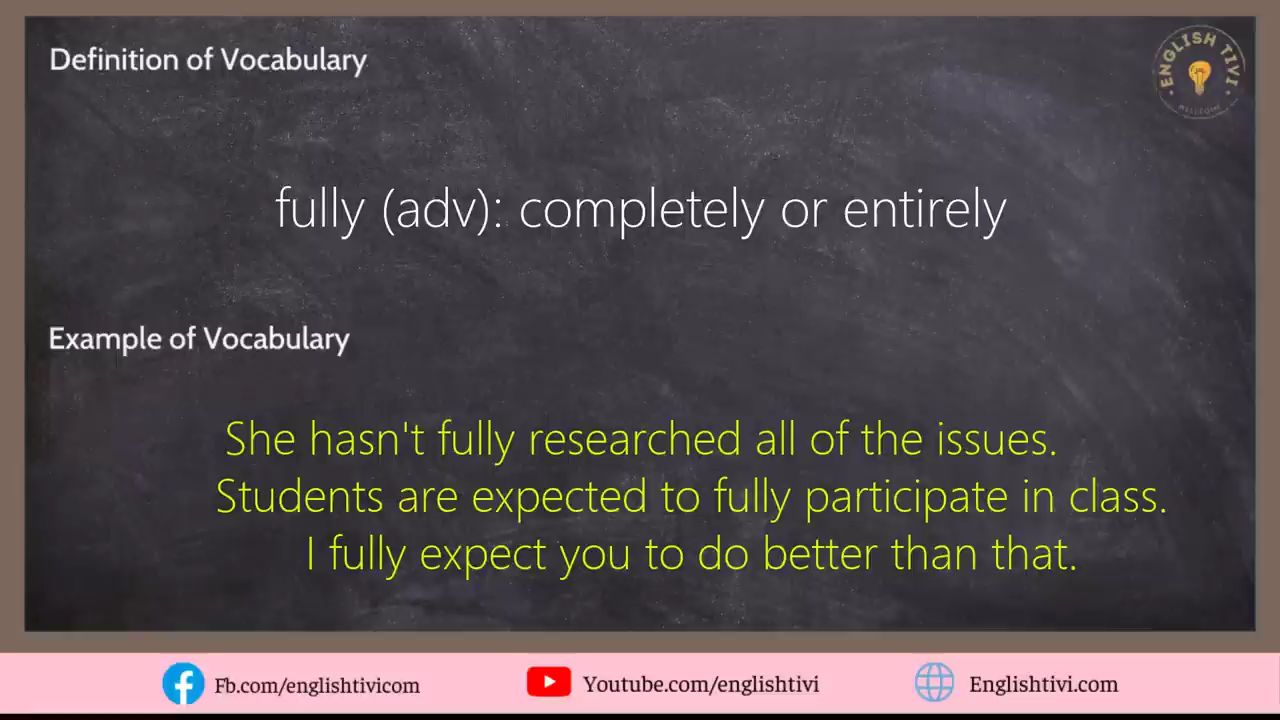 Definition of Vocabulary
ENGLISH TIVI
WELLCOME
fully (adv): completely or entirely
Example of Vocabulary
She hasn't fully researched all of the issues.
Students are expected to fully participate in class.
I fully expect you to do better than that.
Fb.com/englishtivicom
Youtube.com/englishtivi
Englishtivi.com